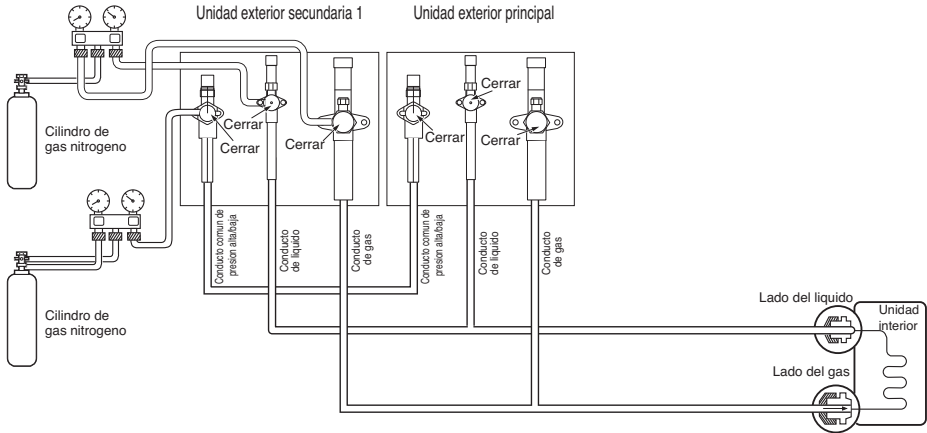 Unidad exterior secundaria 1
Unidad exterior principal
Cerrar
Cerrar
Cerrar
Cerrar
Cerrar
Cerrar
Cilindro de
gas nitrogeno
Conducto comun de
presion alta/baja
Conducto
de liquido
Conducto
de gas
Conducto comun de
presion alta/baja
Conducto
de liquido
Conducto
de gas
Cilindro de
gas nitrogeno
Lado del liquido
Unidad
interior
Lado del gas